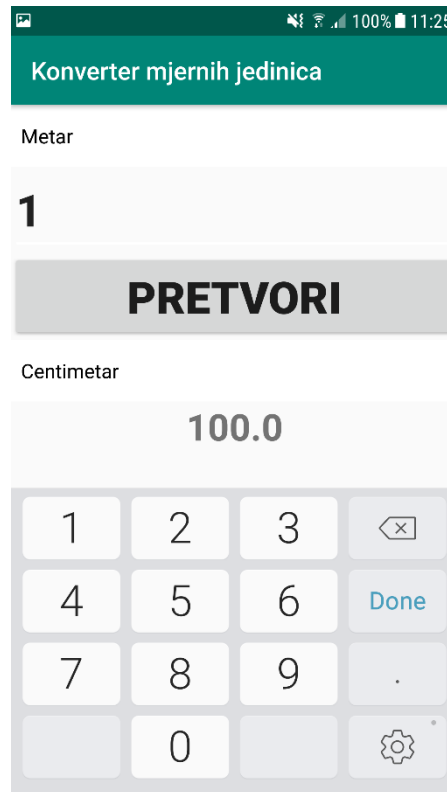 100% 11:25
Konverter mjernih jedinica
Metar
1
PRETVORI
Centimetar
100.0
1 2 3
4 5 6 Done
7 8 9 .
0